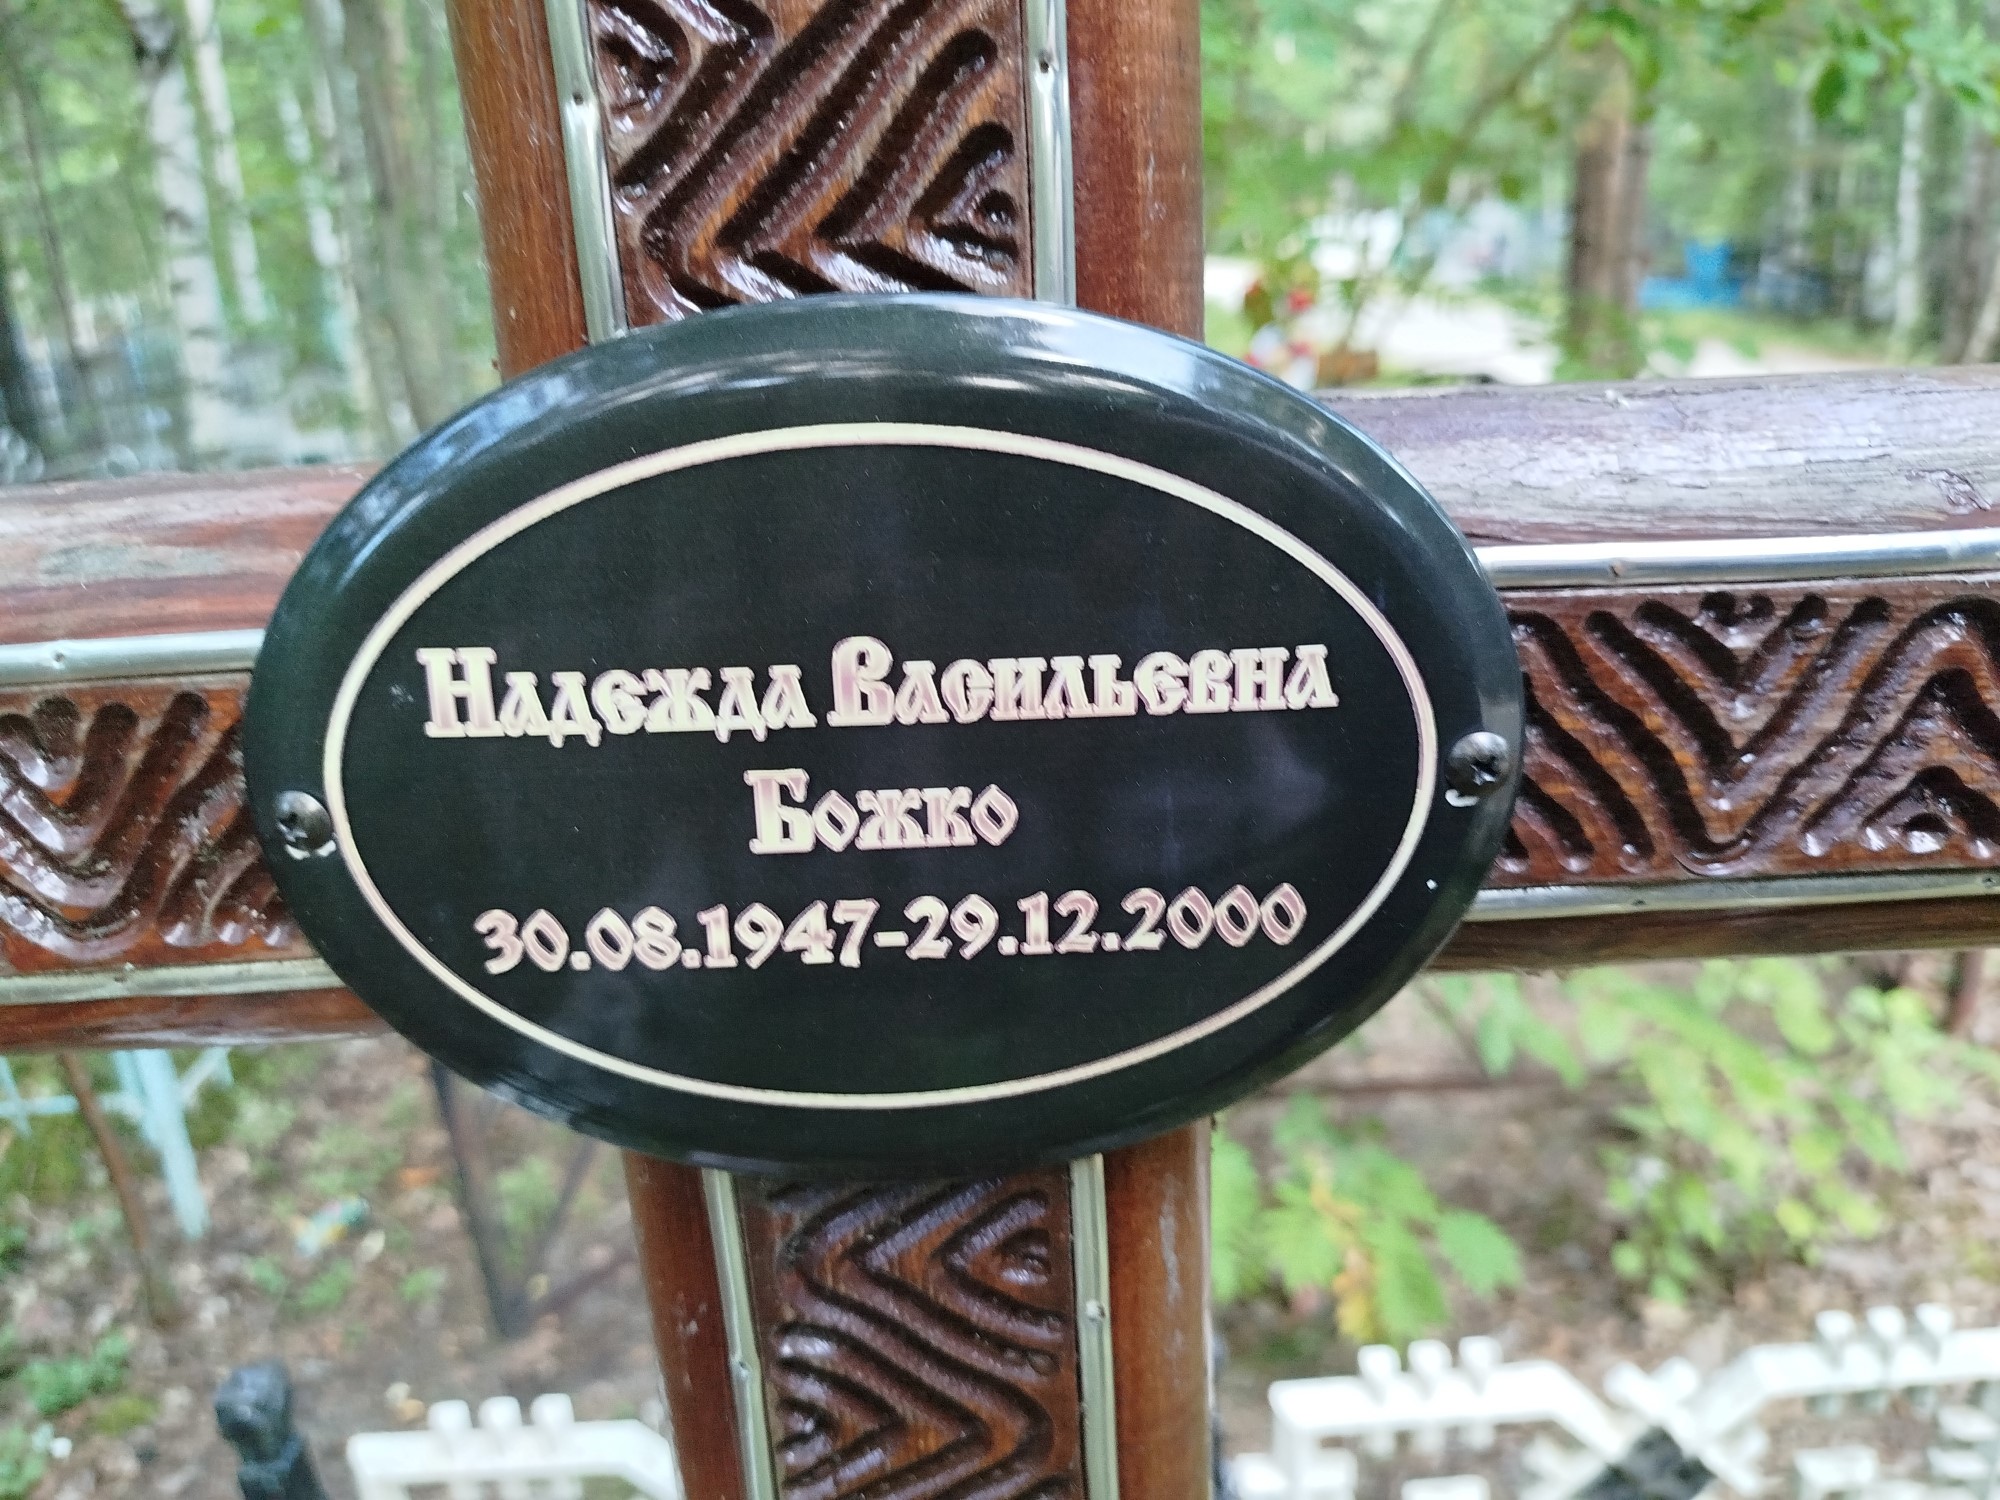 Надежда Васильевна
Божко
30.08.1947-29.12.2000